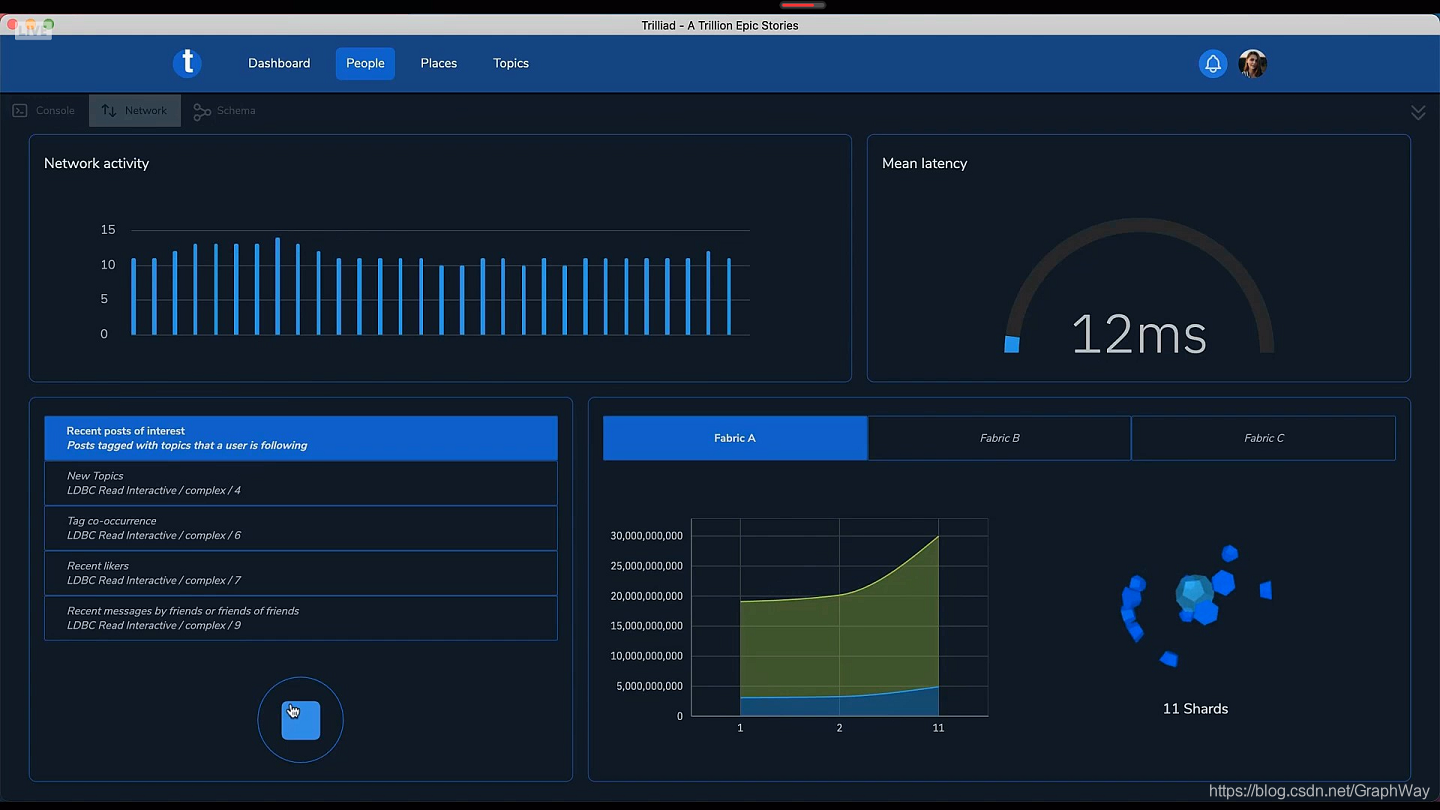 Trilliad - A Trillion Epic Stories
LIVE
t
Dashboard
People
Places
Topics
Console
Network
Schema
Network activity
15
10
5
0
Mean latency
12ms
Recent posts of interest
Posts tagged with topics that a user is following
New Topics
LDBC Read Interactive / complex / 4
Tag co-occurrence
LDBC Read Interactive / complex / 6
Recent likers
LDBC Read Interactive / complex / 7
Recent messages by friends or friends of friends
LDBC Read Interactive / complex / 9
Fabric A
Fabric B
Fabric C
30,000,000,000
25,000,000,000
20,000,000,000
15,000,000,000
10,000,000,000
5,000,000,000
0
1
2
11
11 Shards
https://blog.csdn.net/GraphWay